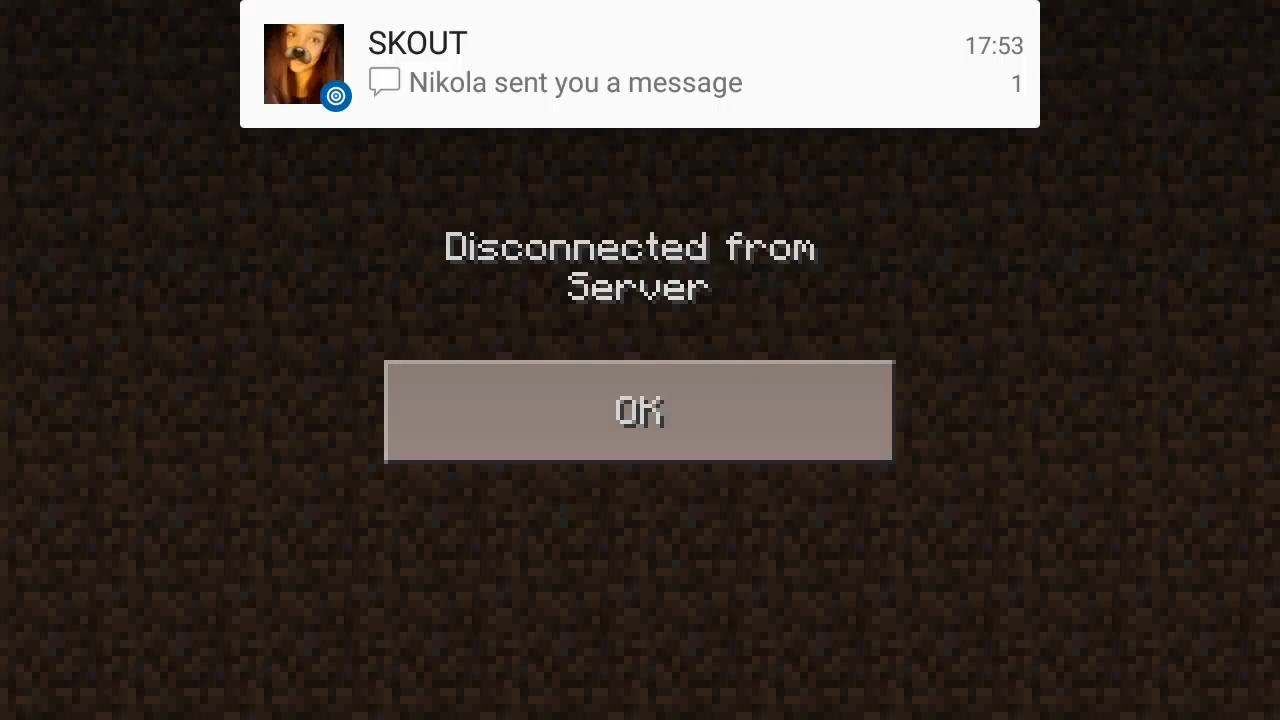 SKOUT
17:53
Nikola sent you a message
1
Disconnected from
Server
OK